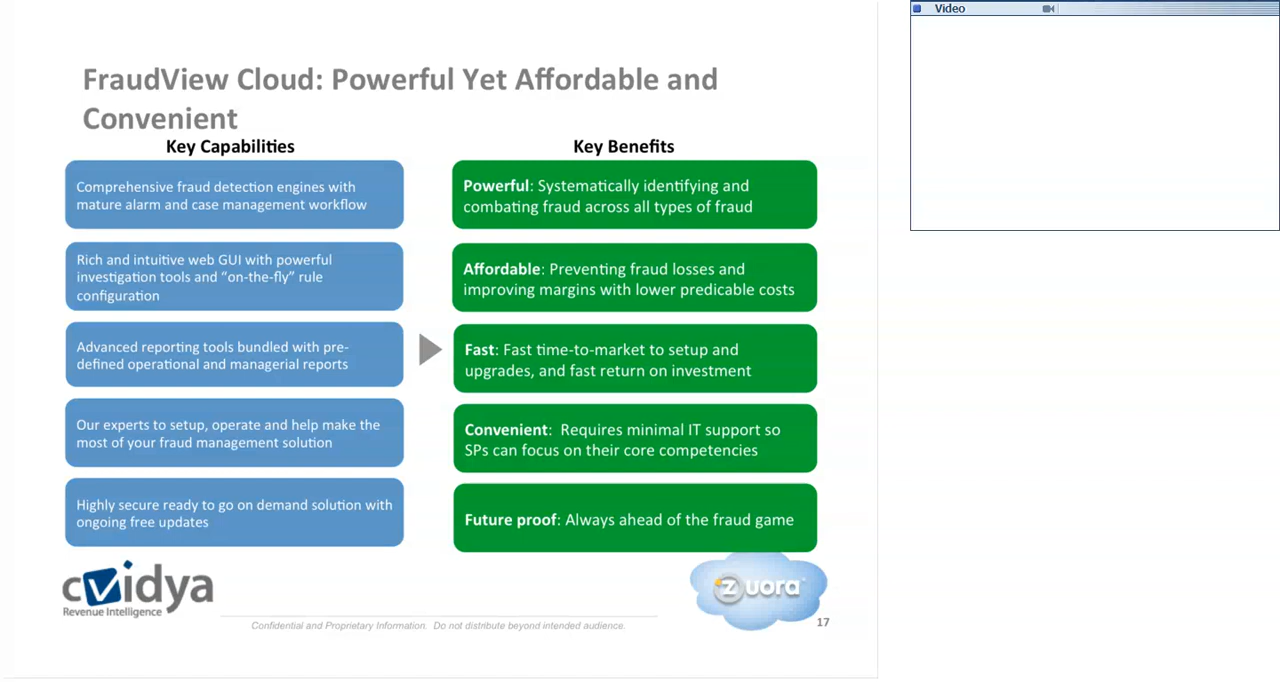 Video
FraudView Cloud: Powerful Yet Affordable and
Convenient
Key Capabilities
Comprehensive fraud detection engines with
mature alarm and case management workflow
Rich and intuitive web GUI with powerful
investigation tools and “on-the-fly” rule
configuration
Advanced reporting tools bundled with pre-
defined operational and managerial reports
Our experts to setup, operate and help make the
most of your fraud management solution
Highly secure ready to go on demand solution with
ongoing free updates
Key Benefits
Powerful: Systematically identifying and
combating fraud across all types of fraud
Affordable: Preventing fraud losses and
improving margins with lower predicable costs
Fast: Fast time-to-market to setup and
upgrades, and fast return on investment
Convenient: Requires minimal IT support so
SPs can focus on their core competencies
Future proof: Always ahead of the fraud game
cvidya
Revenue Intelligence
Confidential and Proprietary Information. Do not distribute beyond intended audience.
zuora
17